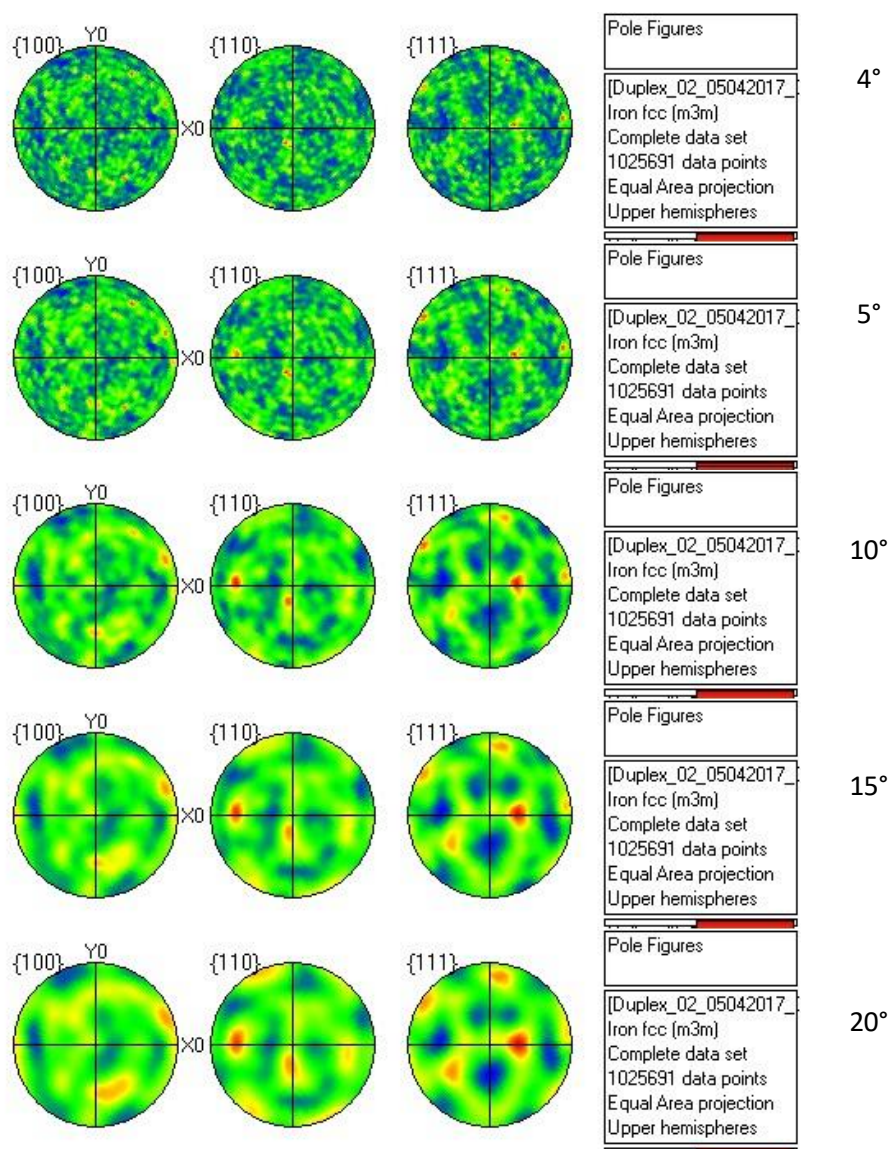 {100} Y0 {110} {111} X0
Pole Figures
[Duplex_02_05042017_
Iron fcc (m3m)
Complete data set
1025691 data points
Equal Area projection
Upper hemispheres
4°
{100} Y0 {110} {111} X0
Pole Figures
[Duplex_02_05042017_
Iron fcc (m3m)
Complete data set
1025691 data points
Equal Area projection
Upper hemispheres
5°
{100} Y0 {110} {111} X0
Pole Figures
[Duplex_02_05042017_
Iron fcc (m3m)
Complete data set
1025691 data points
Equal Area projection
Upper hemispheres
10°
{100} Y0 {110} {111} X0
Pole Figures
[Duplex_02_05042017_
Iron fcc (m3m)
Complete data set
1025691 data points
Equal Area projection
Upper hemispheres
15°
{100} Y0 {110} {111} X0
Pole Figures
[Duplex_02_05042017_
Iron fcc (m3m)
Complete data set
1025691 data points
Equal Area projection
Upper hemispheres
20°